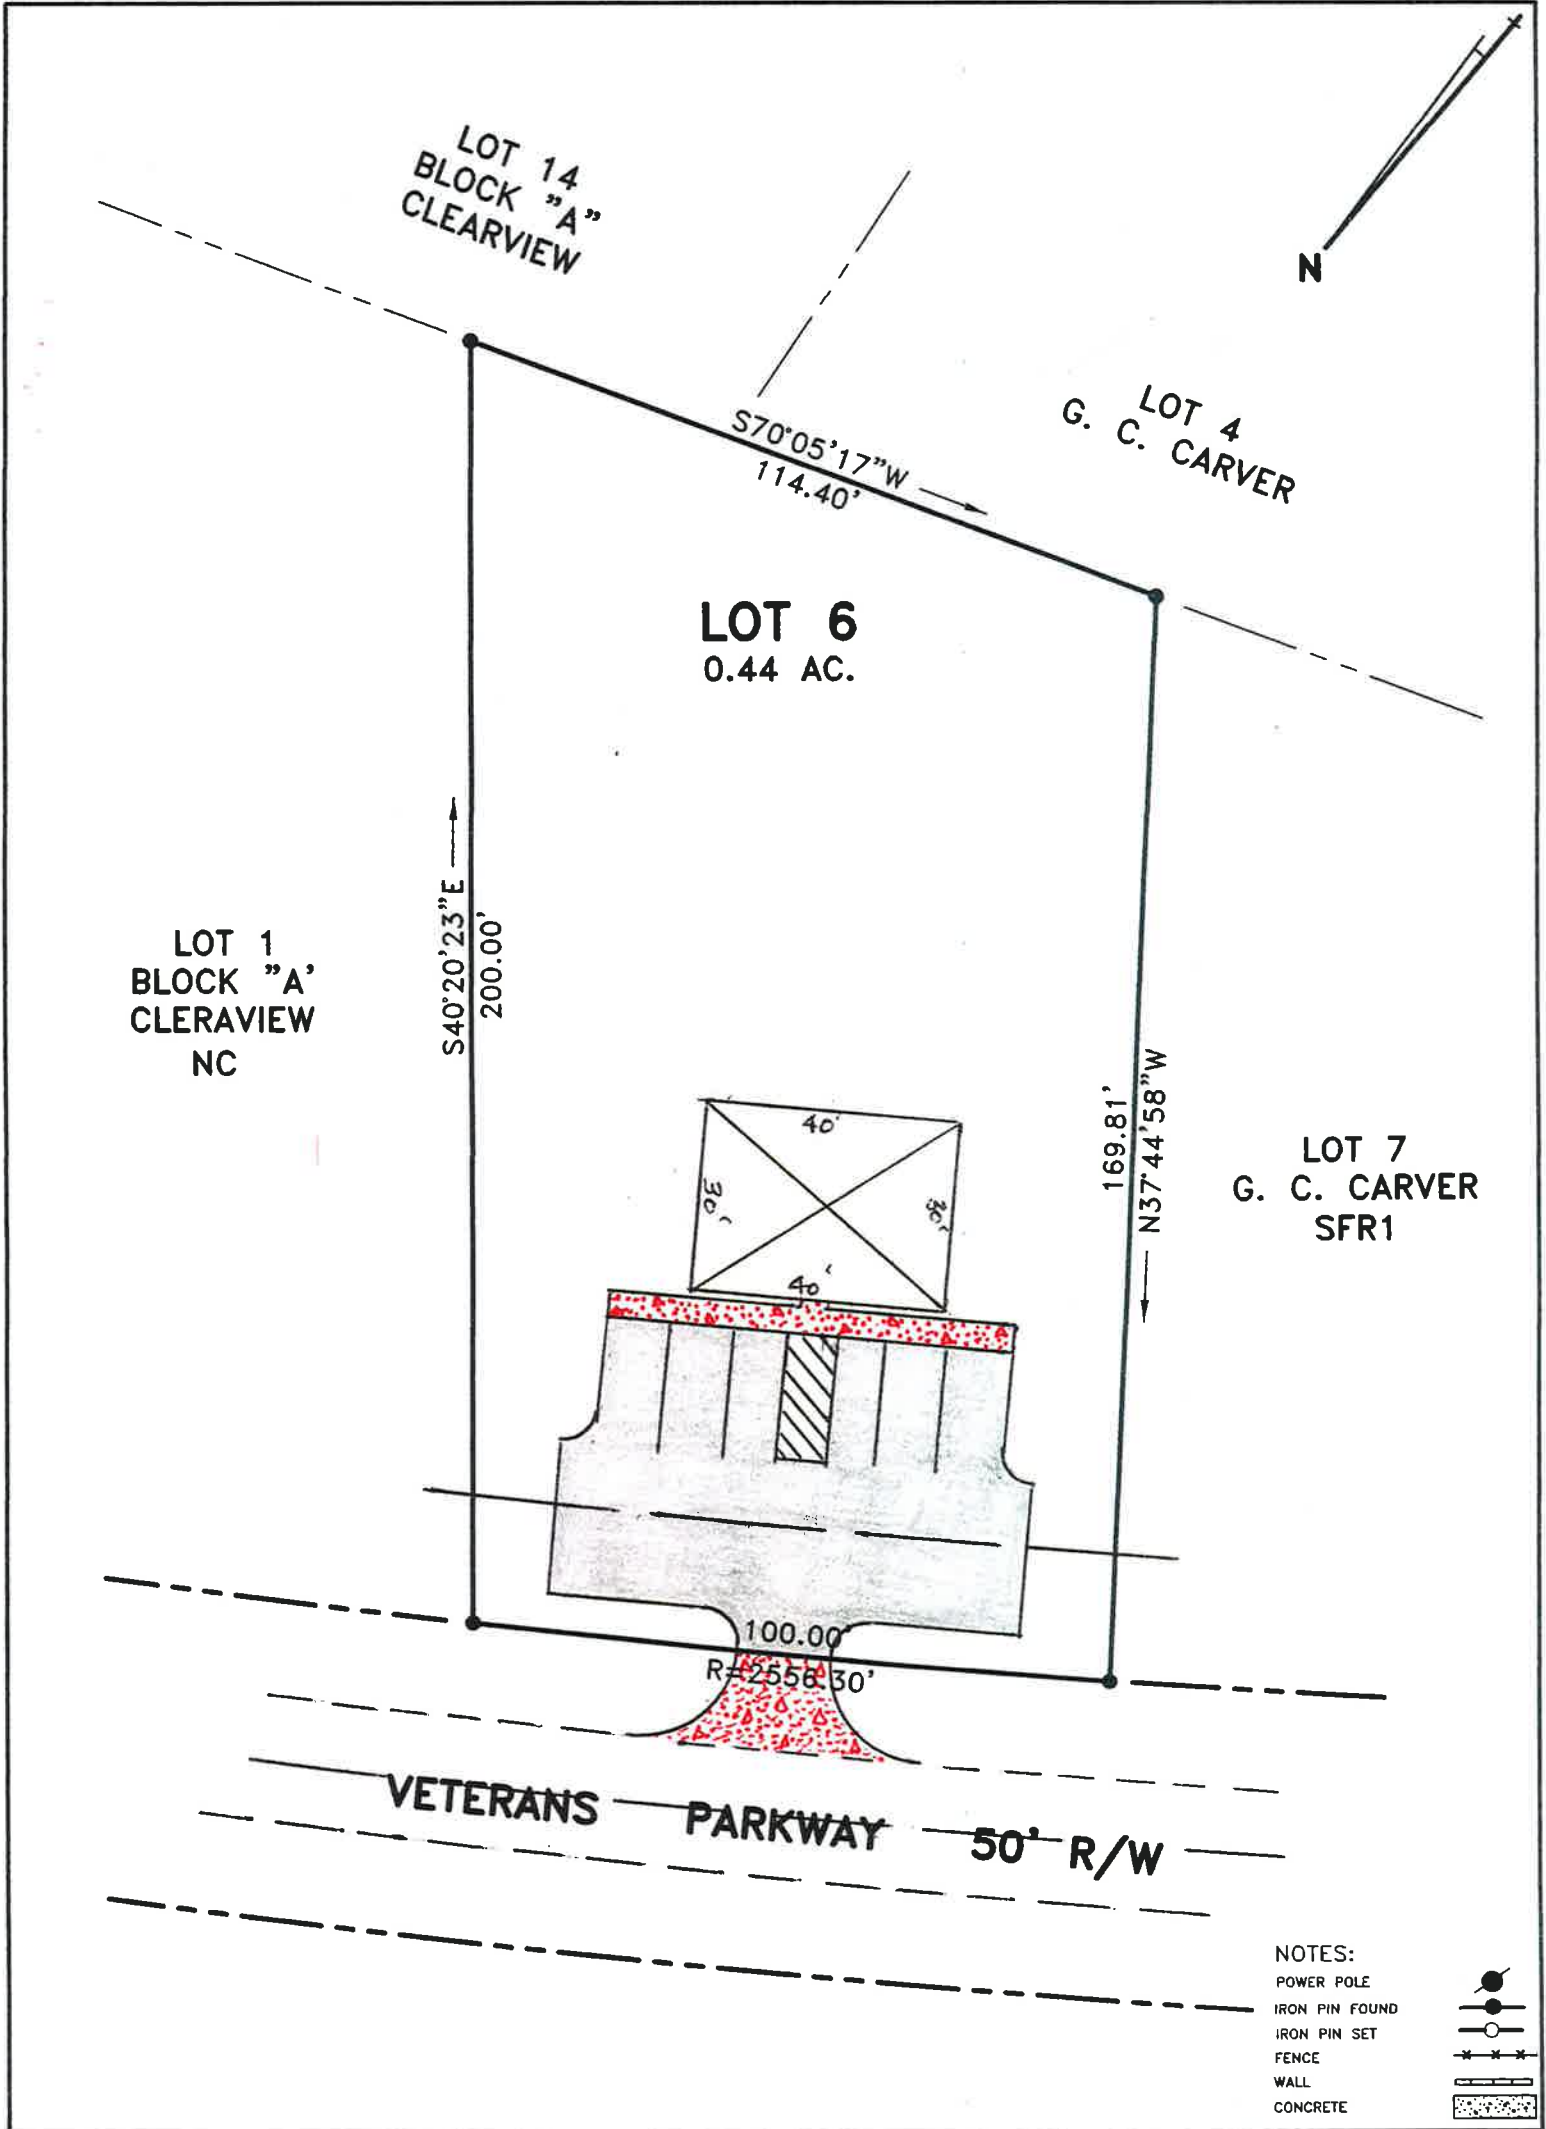 LOT 14
BLOCK "A"
CLEARVIEW
N
LOT 4
G. C. CARVER
S70°05'17"W
114.40'
LOT 6
0.44 AC.
S40°20'23"E
200.00'
LOT 1
BLOCK "A'
CLERAVIEW
NC
169.81'
N37°44'58"W
LOT 7
G. C. CARVER
SFR1
40'
30'
30'
40'
100.00'
R=2556.30'
VETERANS PARKWAY 50' R/W
NOTES:
POWER POLE
IRON PIN FOUND
IRON PIN SET
FENCE
WALL
CONCRETE